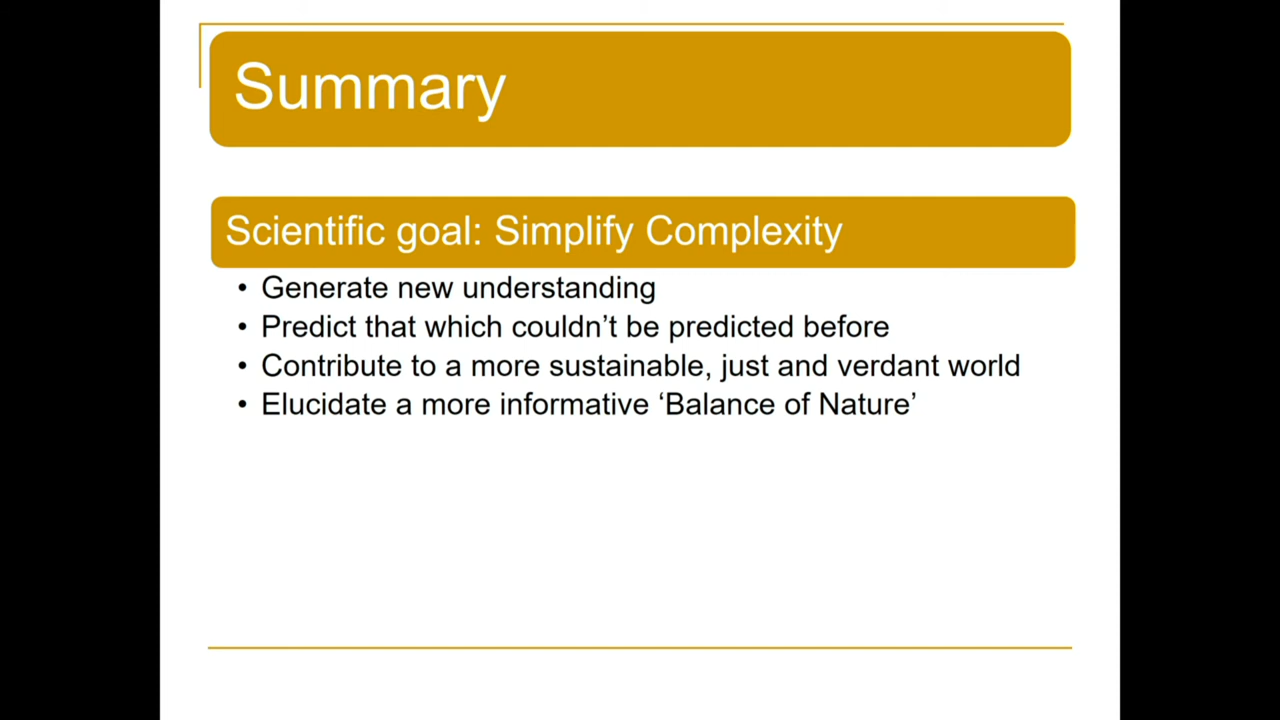 Summary
Scientific goal: Simplify Complexity
• Generate new understanding
• Predict that which couldn’t be predicted before
• Contribute to a more sustainable, just and verdant world
• Elucidate a more informative ‘Balance of Nature’